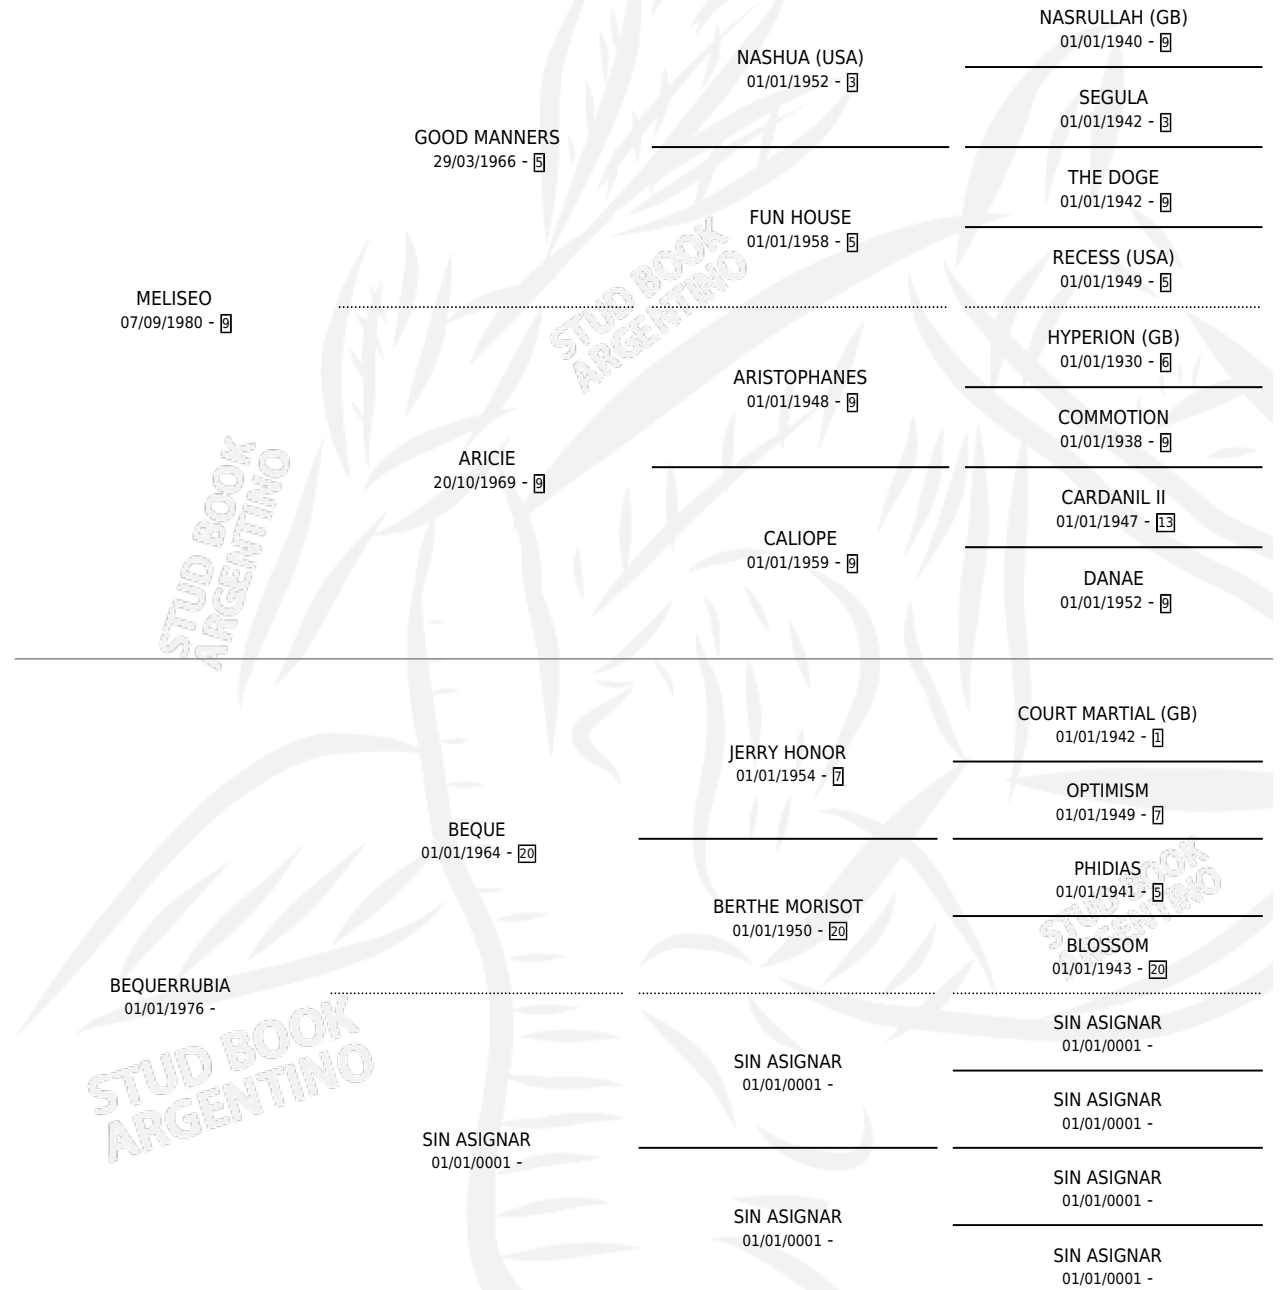 NASRULLAH (GB)
01/01/1940 - 9
NASHUA (USA)
01/01/1952 - 3
SEGULA
01/01/1942 - 3
GOOD MANNERS
29/03/1966 - 5
THE DOGE
01/01/1942 - 9
FUN HOUSE
01/01/1958 - 5
RECESS (USA)
01/01/1949 - 5
MELISEO
07/09/1980 - 9
HYPERION (GB)
01/01/1930 - 6
ARISTOPHANES
01/01/1948 - 9
COMMOTION
01/01/1938 - 9
ARICIE
20/10/1969 - 9
CARDANIL II
01/01/1947 - 13
CALIOPE
01/01/1959 - 9
DANAE
01/01/1952 - 9
STUD BOOK
ARGENTINO
STUD BOOK
ARGENTINO
COURT MARTIAL (GB)
01/01/1942 - 1
JERRY HONOR
01/01/1954 - 7
OPTIMISM
01/01/1949 - 7
BEQUE
01/01/1964 - 20
PHIDIAS
01/01/1941 - 5
BERTHE MORISOT
01/01/1950 - 20
BLOSSOM
01/01/1943 - 20
STUD BOOK
ARGENTINO
BEQUERRUBIA
01/01/1976 -
SIN ASIGNAR
01/01/0001 -
SIN ASIGNAR
01/01/0001 -
SIN ASIGNAR
01/01/0001 -
SIN ASIGNAR
01/01/0001 -
SIN ASIGNAR
01/01/0001 -
SIN ASIGNAR
01/01/0001 -
SIN ASIGNAR
01/01/0001 -
STUD BOOK
ARGENTINO